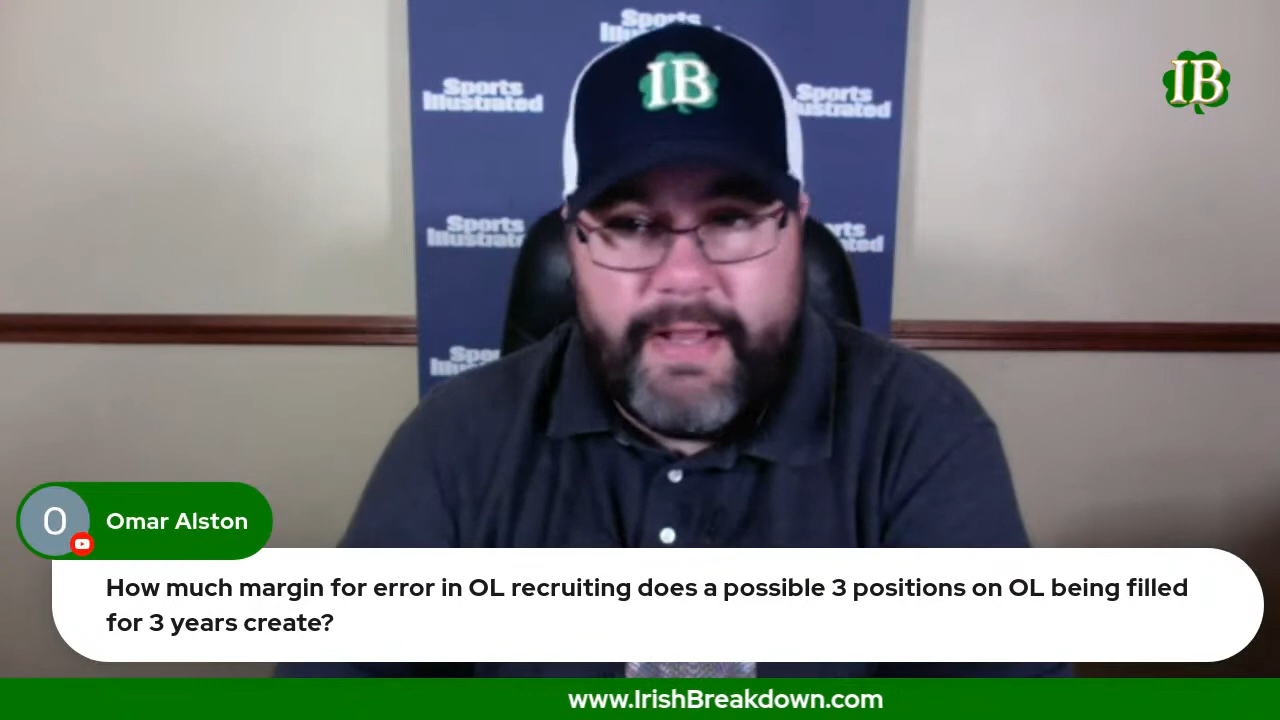 Sports
Illustrated
Sports
Illustrated
IB
Sports
Illustrated
IB
Sports
O
Omar Alston
How much margin for error in OL recruiting does a possible 3 positions on OL being filled
for 3 years create?
www.IrishBreakdown.com